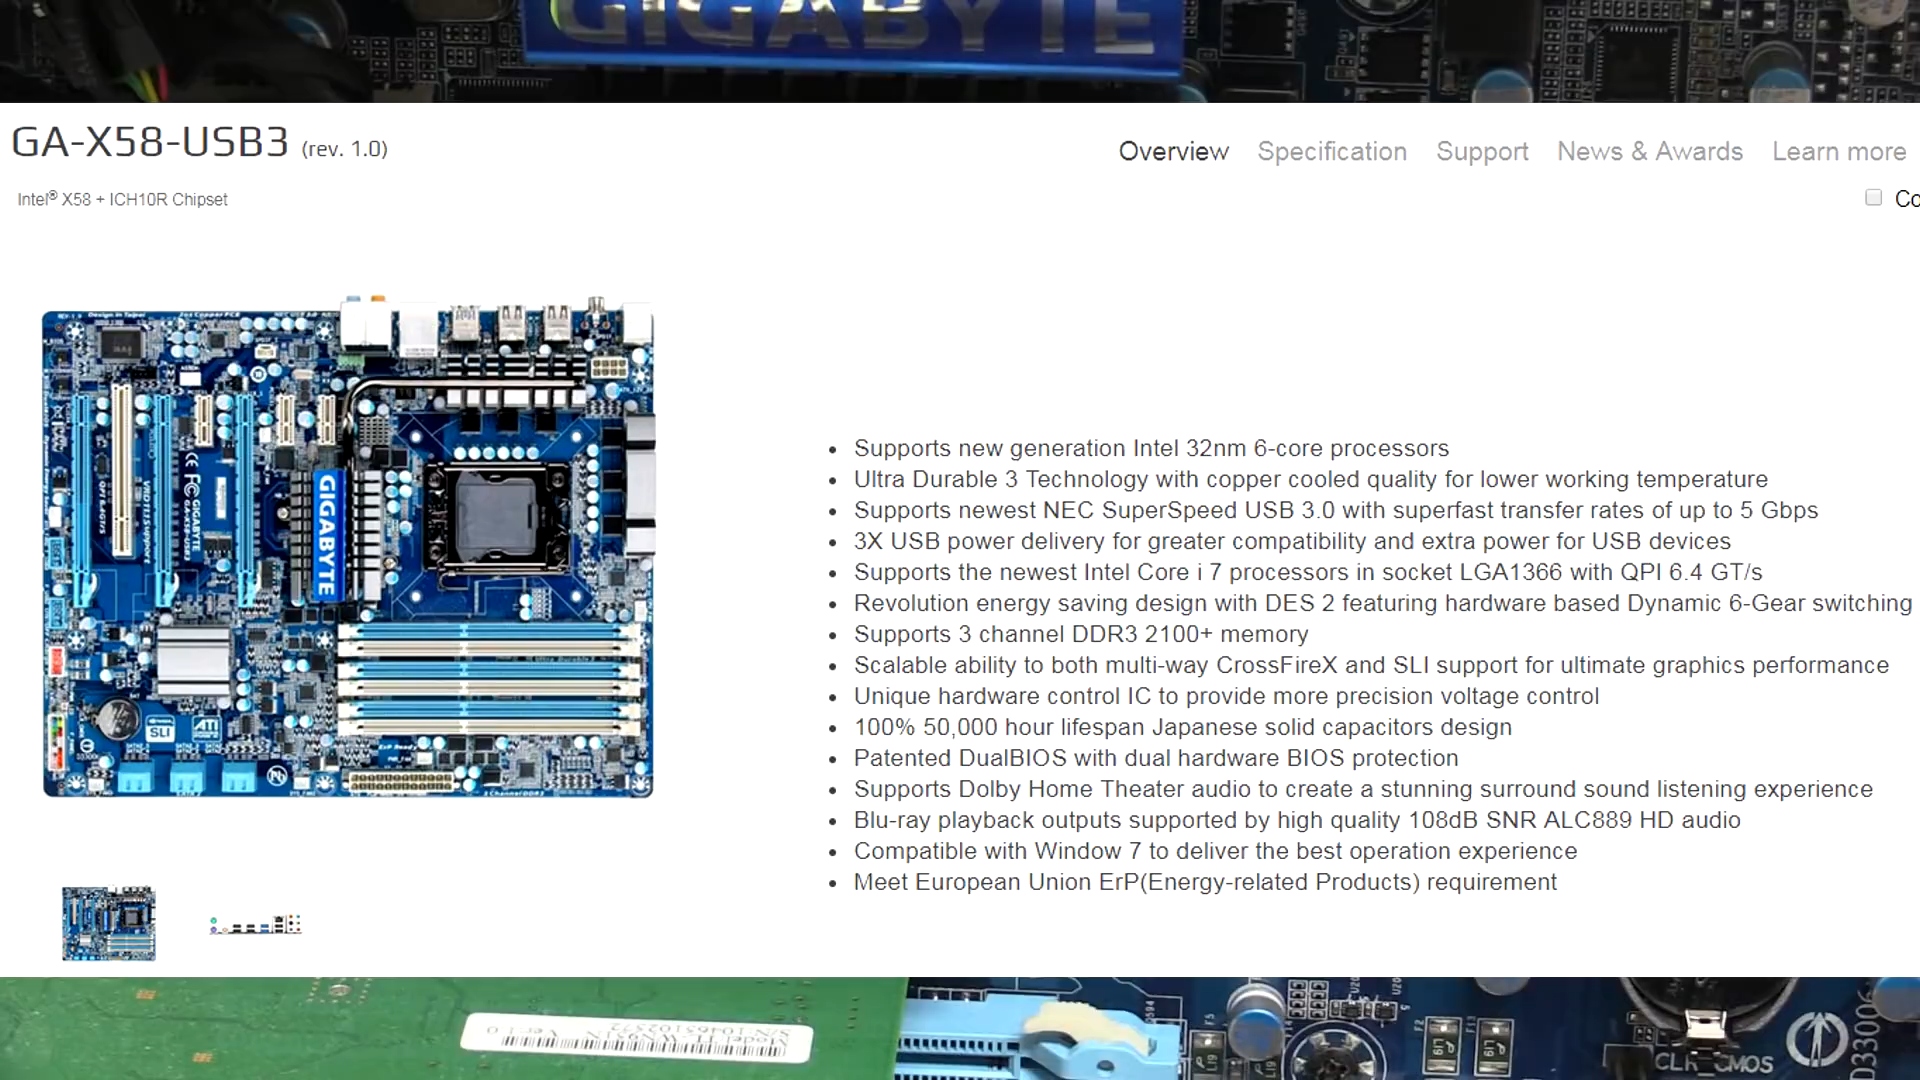 GIGABYTE
GA-X58-USB3 (rev. 1.0)
Overview Specification Support News & Awards Learn more
Intel® X58 + ICH10R Chipset
Co
GIGABYTE
SLI
ATI
Supports new generation Intel 32nm 6-core processors
Ultra Durable 3 Technology with copper cooled quality for lower working temperature
Supports newest NEC SuperSpeed USB 3.0 with superfast transfer rates of up to 5 Gbps
3X USB power delivery for greater compatibility and extra power for USB devices
Supports the newest Intel Core i 7 processors in socket LGA1366 with QPI 6.4 GT/s
Revolution energy saving design with DES 2 featuring hardware based Dynamic 6-Gear switching
Supports 3 channel DDR3 2100+ memory
Scalable ability to both multi-way CrossFireX and SLI support for ultimate graphics performance
Unique hardware control IC to provide more precision voltage control
100% 50,000 hour lifespan Japanese solid capacitors design
Patented DualBIOS with dual hardware BIOS protection
Supports Dolby Home Theater audio to create a stunning surround sound listening experience
Blu-ray playback outputs supported by high quality 108dB SNR ALC889 HD audio
Compatible with Window 7 to deliver the best operation experience
Meet European Union ErP(Energy-related Products) requirement
CLR_CMOS
D33006